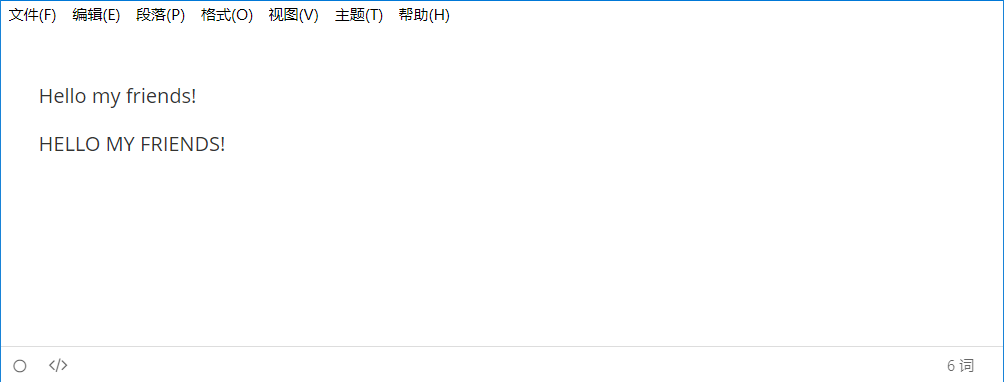 文件(F) 编辑(E) 段落(P) 格式(O) 视图(V) 主题(T) 帮助(H)
Hello my friends!
HELLO MY FRIENDS!
</> 6 词